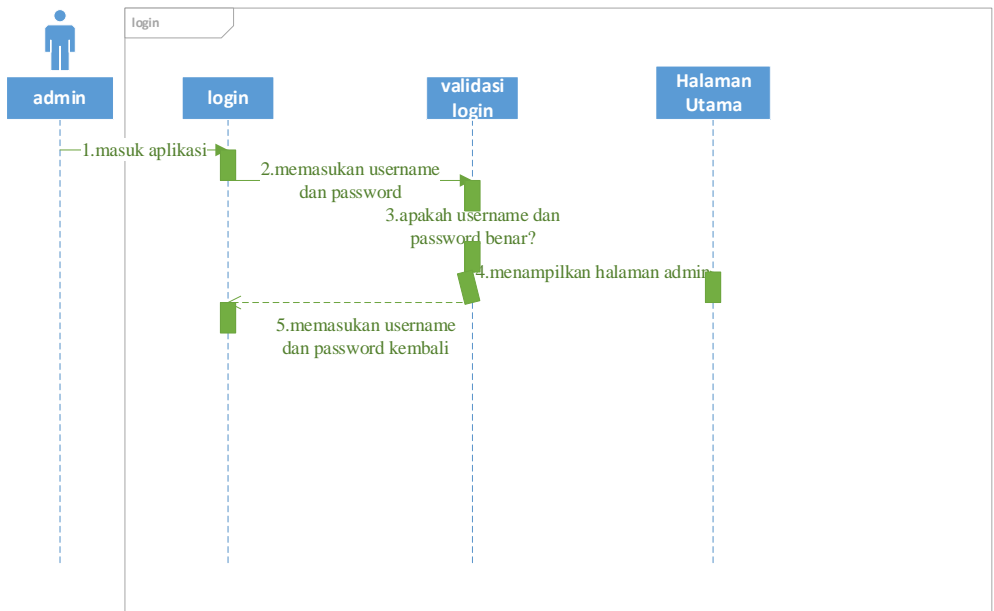 login
admin
login
validasi
login
Halaman
Utama
1.masuk aplikasi
2.memasukan username
dan password
3.apakah username dan
password benar?
4.menampilkan halaman admin
5.memasukan username
dan password kembali